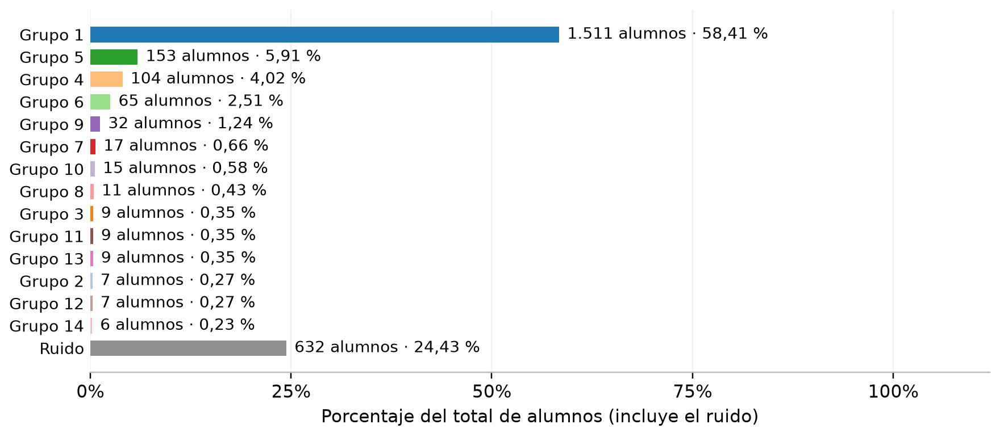 Grupo 1 1.511 alumnos · 58,41 %
Grupo 5 153 alumnos · 5,91 %
Grupo 4 104 alumnos · 4,02 %
Grupo 6 65 alumnos · 2,51 %
Grupo 9 32 alumnos · 1,24 %
Grupo 7 17 alumnos · 0,66 %
Grupo 10 15 alumnos · 0,58 %
Grupo 8 11 alumnos · 0,43 %
Grupo 3 9 alumnos · 0,35 %
Grupo 11 9 alumnos · 0,35 %
Grupo 13 9 alumnos · 0,35 %
Grupo 2 7 alumnos · 0,27 %
Grupo 12 7 alumnos · 0,27 %
Grupo 14 6 alumnos · 0,23 %
Ruido 632 alumnos · 24,43 %
0% 25% 50% 75% 100%
Porcentaje del total de alumnos (incluye el ruido)